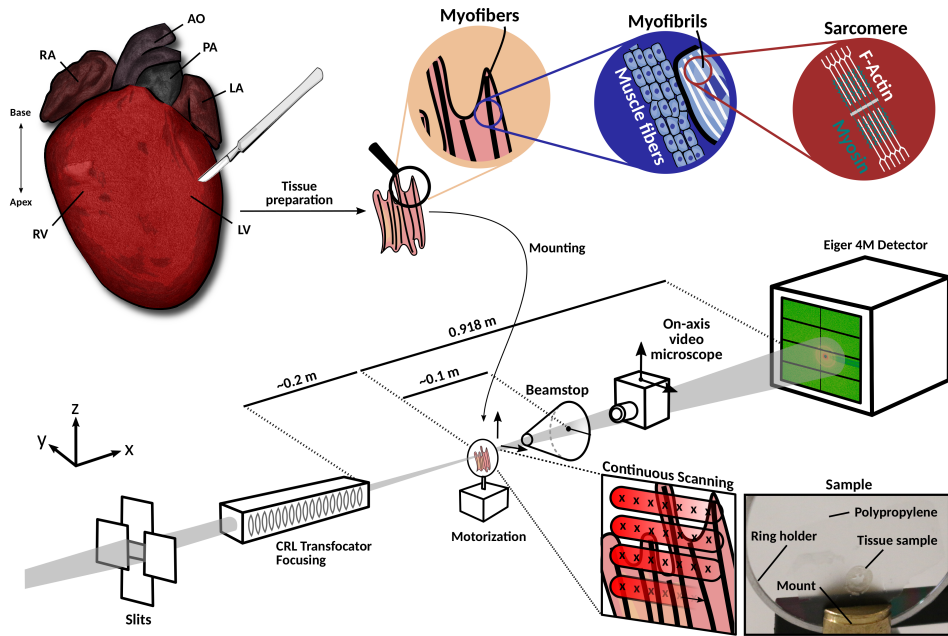 AO
PA
RA
LA
Base
Apex
RV
LV
Tissue
preparation
Myofibers
Myofibrils
Sarcomere
Muscle fibers
F-Actin
Myosin
Mounting
Eiger 4M Detector
0.918 m
~0.2 m
~0.1 m
On-axis
video
microscope
Beamstop
z
y
x
Slits
CRL Transfocator
Focusing
Motorization
Continuous Scanning
x x x x x x
x x x x x x
x x x x x x
x x x x x
Sample
Polypropylene
Ring holder
Tissue sample
Mount